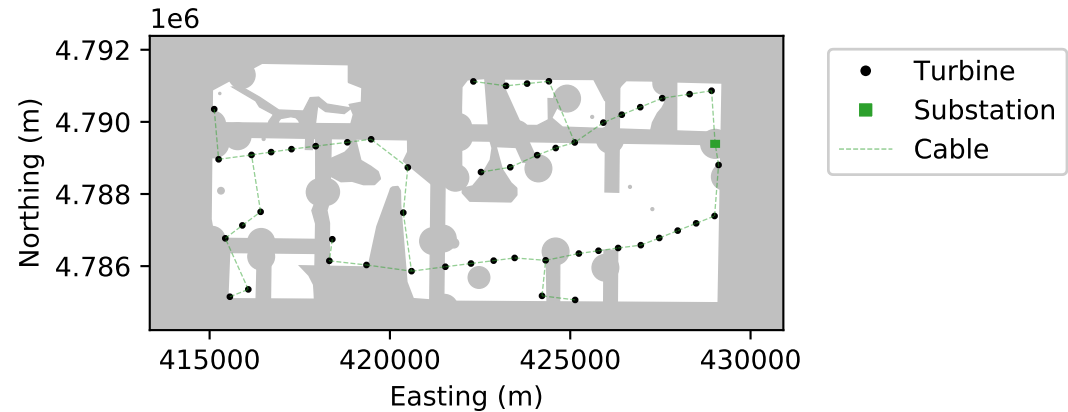 1e6
4.792
4.790
4.788
4.786
Northing (m)
415000 420000 425000 430000
Easting (m)
Turbine
Substation
Cable